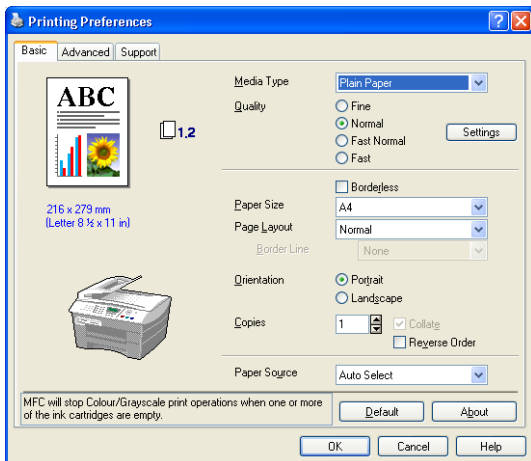 Printing Preferences
Basic
Advanced
Support
ABC
1.2
216 x 279 mm
(Letter 8 ½ x 11 in)
Media Type
Plain Paper
Quality
Fine
Normal
Fast Normal
Fast
Settings
Borderless
Paper Size
A4
Page Layout
Normal
Border Line
None
Orientation
Portrait
Landscape
Copies
1
Collate
Reverse Order
Paper Source
Auto Select
MFC will stop Colour/Grayscale print operations when one or more
of the ink cartridges are empty.
Default
About
OK
Cancel
Help